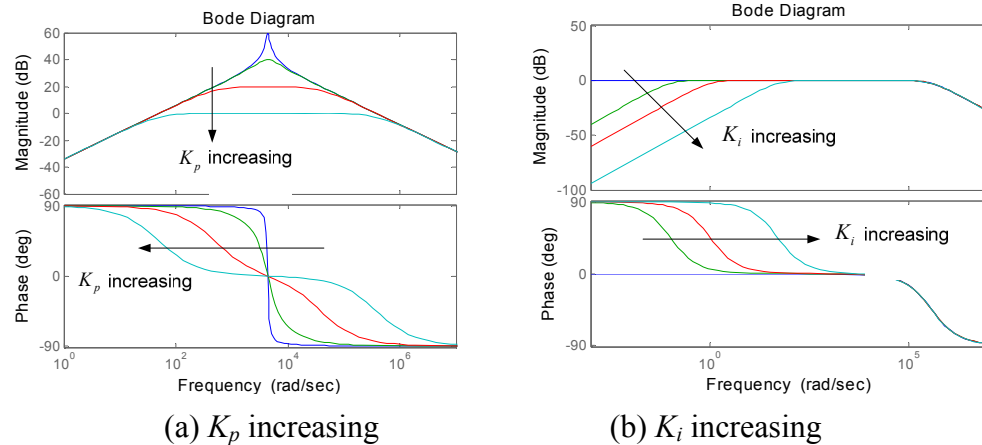 Bode Diagram
60
40
20
0
-20
-40
-60
Magnitude (dB)
K_p increasing
90
0
-90
Phase (deg)
K_p increasing
10^0 10^2 10^4 10^6
Frequency (rad/sec)
(a) K_p increasing
Bode Diagram
50
0
-50
-100
Magnitude (dB)
K_i increasing
90
0
-90
Phase (deg)
K_i increasing
10^0 10^5
Frequency (rad/sec)
(b) K_i increasing